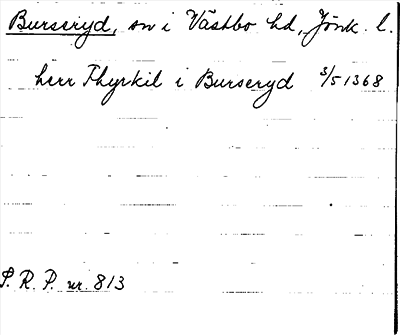 Burseryd, sn i Västbo hd, Jönk. l.
herr Thyrkil i Burseryd 3/5 1368
S. R. P. nr. 813